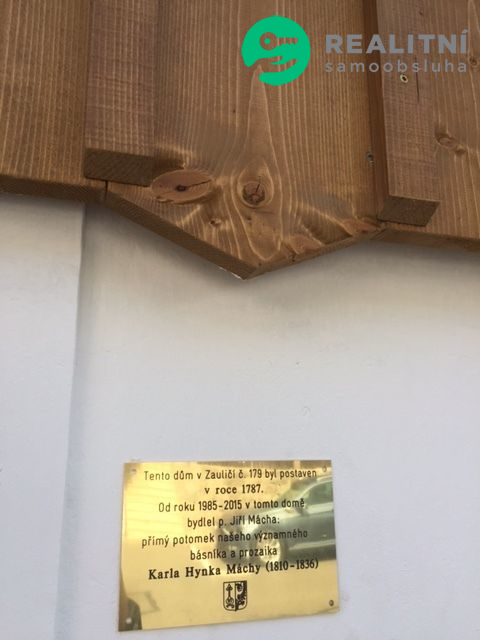 REALITNÍ
samoobsluha
Tento dům v Zauličí č. 179 byl postaven
v roce 1787.
Od roku 1985-2015 v tomto domě
bydlel p. Jiří Mácha:
přímý potomek našeho významného
básníka a prozaika
Karla Hynka Máchy (1810-1836)